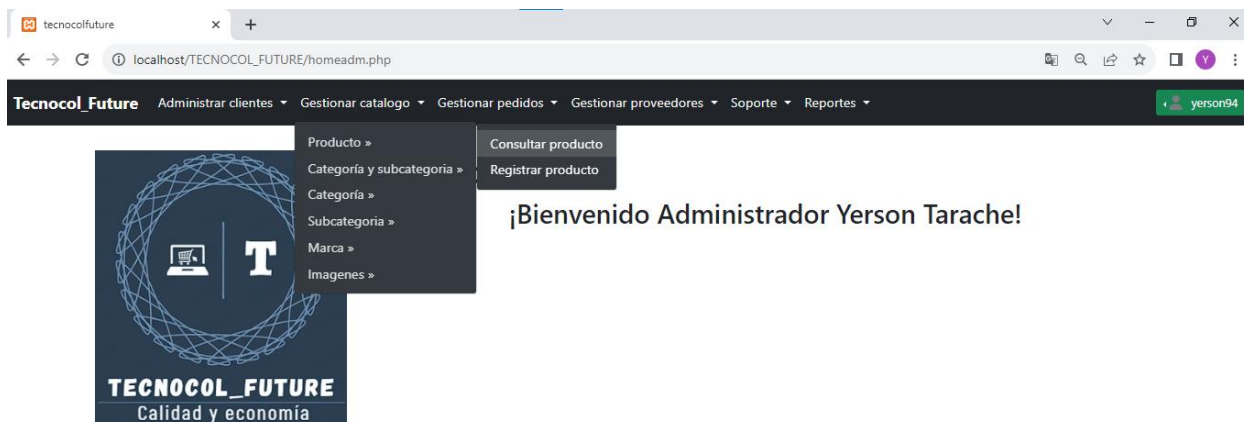 tecnocolfuture
localhost/TECNOCOL_FUTURE/homeadm.php
Y
Tecnocol_Future Administrar clientes Gestionar catalogo Gestionar pedidos Gestionar proveedores Soporte Reportes yerson94
Producto » Consultar producto
Categoría y subcategoria » Registrar producto
Categoría »
Subcategoria »
Marca »
Imagenes »
¡Bienvenido Administrador Yerson Tarache!
T
TECNOCOL_FUTURE
Calidad y economía